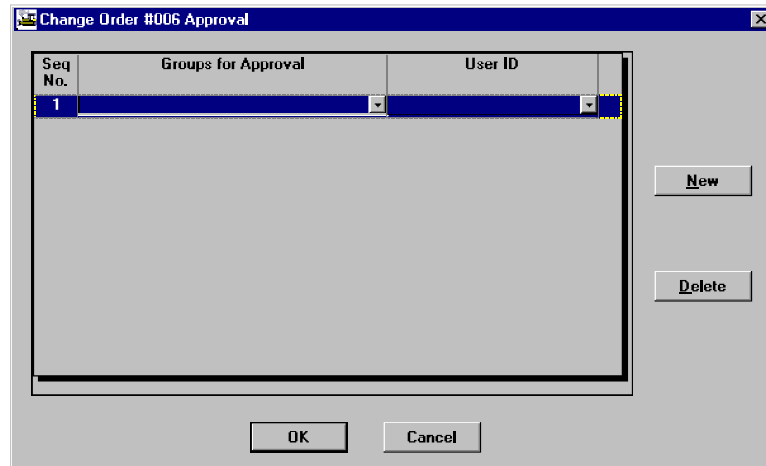 Change Order #006 Approval
Seq No.
Groups for Approval
User ID
1
New
Delete
OK
Cancel